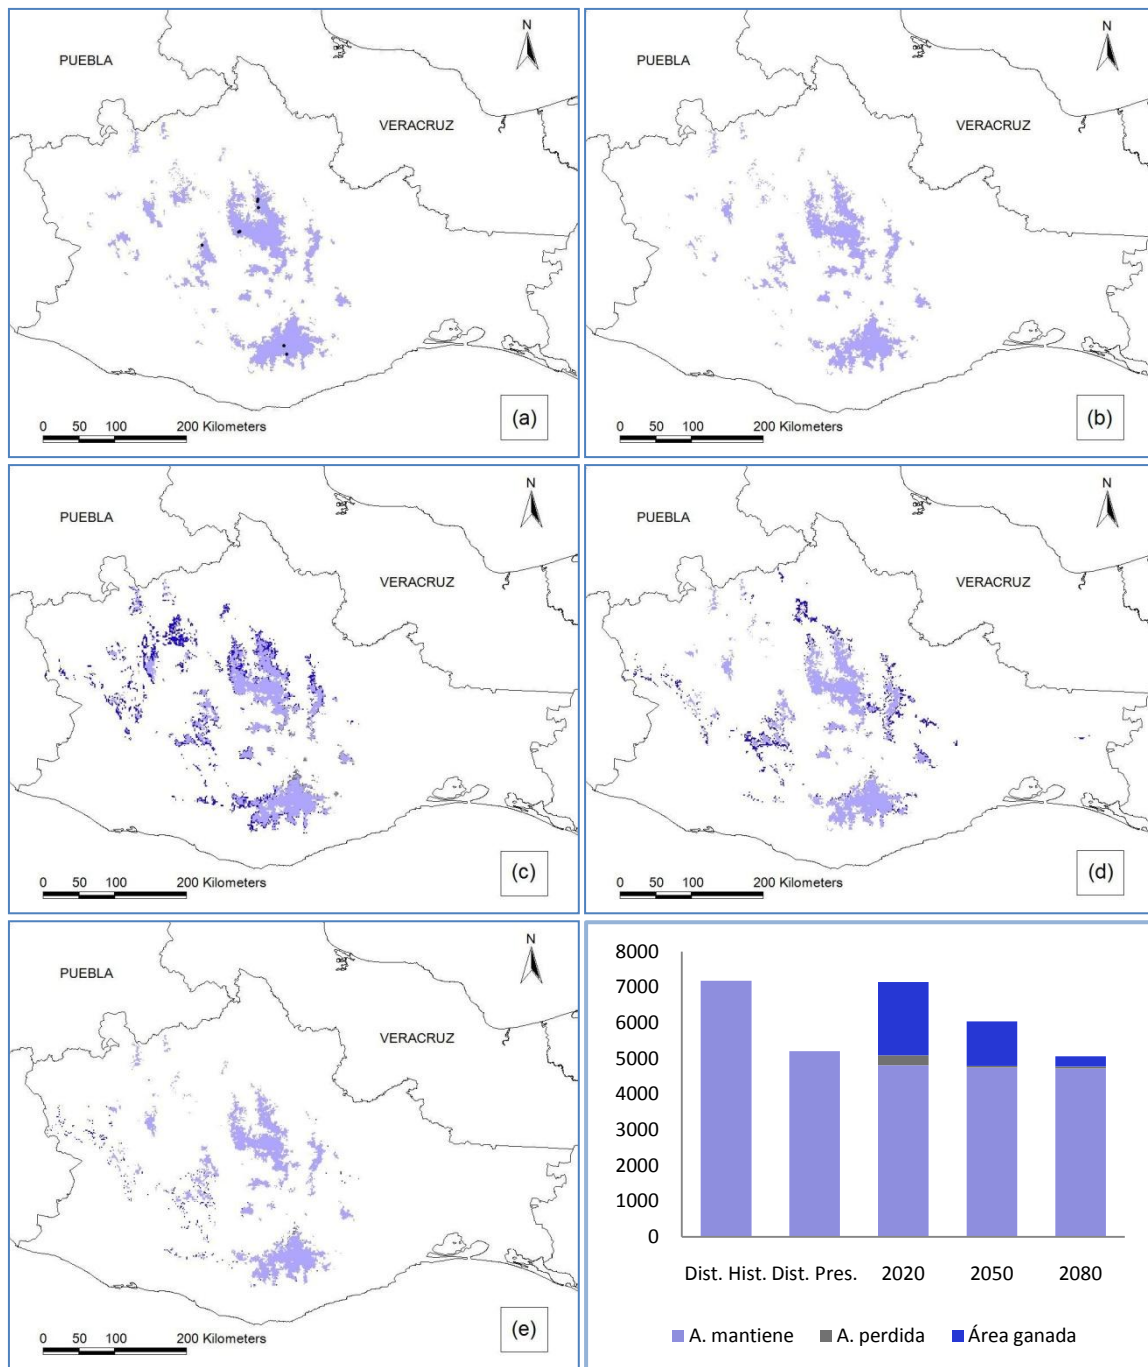 N
PUEBLA
VERACRUZ
0 50 100 200 Kilometers
(a)
N
PUEBLA
VERACRUZ
0 50 100 200 Kilometers
(b)
N
PUEBLA
VERACRUZ
0 50 100 200 Kilometers
(c)
N
PUEBLA
VERACRUZ
0 50 100 200 Kilometers
(d)
N
PUEBLA
VERACRUZ
0 50 100 200 Kilometers
(e)
8000
7000
6000
5000
4000
3000
2000
1000
0
Dist. Hist. Dist. Pres. 2020 2050 2080
A. mantiene A. perdida Área ganada